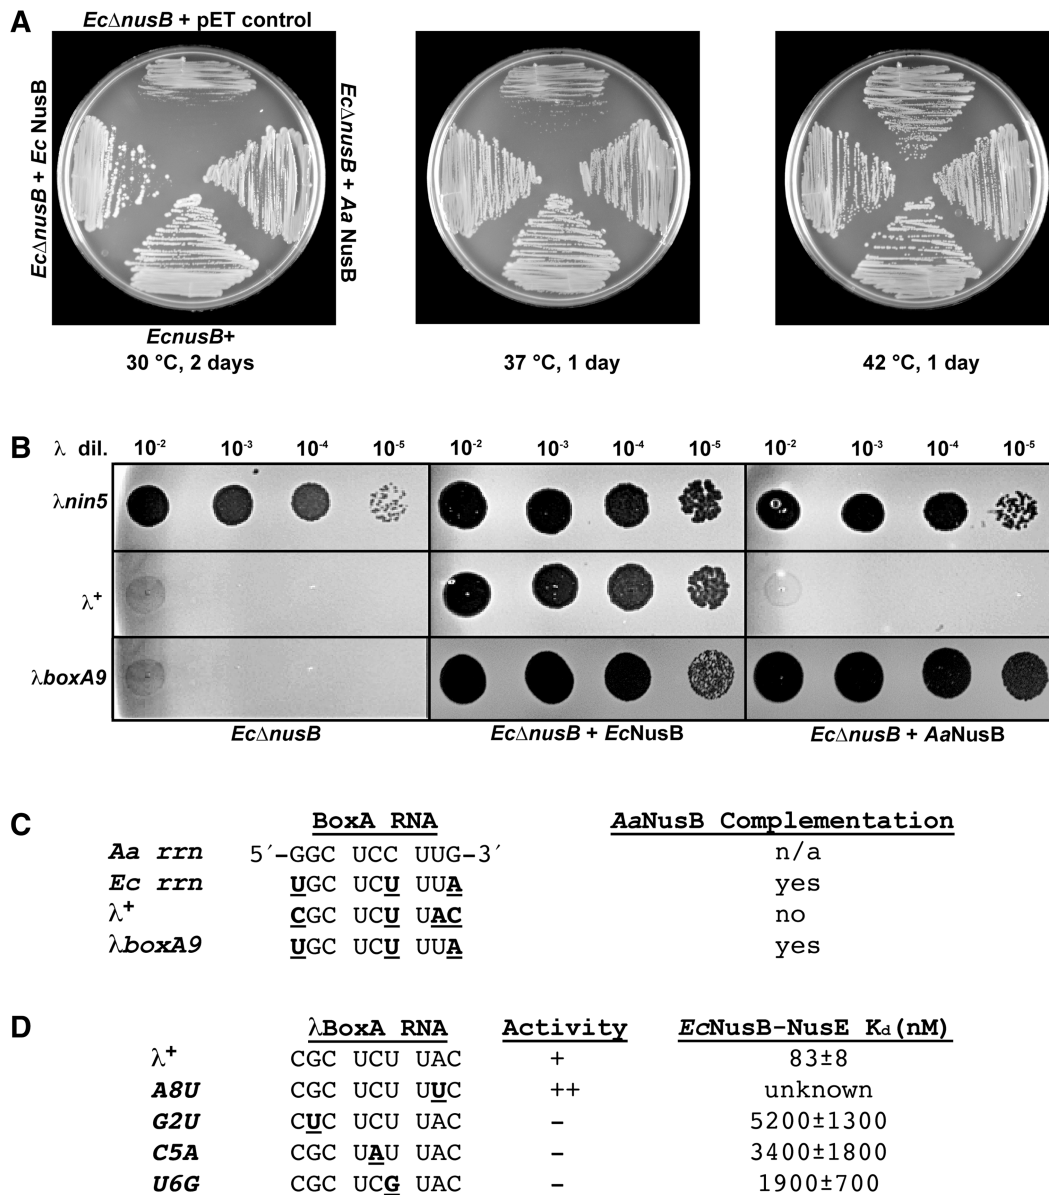 A
EcΔnusB + pET control
EcΔnusB + Ec NusB
EcΔnusB + Aa NusB
EcnusB+
30 °C, 2 days
37 °C, 1 day
42 °C, 1 day
B
λ dil. 10⁻² 10⁻³ 10⁻⁴ 10⁻⁵ 10⁻² 10⁻³ 10⁻⁴ 10⁻⁵ 10⁻² 10⁻³ 10⁻⁴ 10⁻⁵
λnin5
λ⁺
λboxA9
EcΔnusB EcΔnusB + EcNusB EcΔnusB + AaNusB
C
BoxA RNA AaNusB Complementation
Aa rrn 5′-GGC UCC UUG-3′ n/a
Ec rrn UGC UCU UUA yes
λ⁺ CGC UCU UAC no
λboxA9 UGC UCU UUA yes
D
λBoxA RNA Activity EcNusB-NusE Kd(nM)
λ⁺ CGC UCU UAC + 83±8
A8U CGC UCU UUC ++ unknown
G2U CUC UCU UAC – 5200±1300
C5A CGC UAU UAC – 3400±1800
U6G CGC UCG UAC – 1900±700